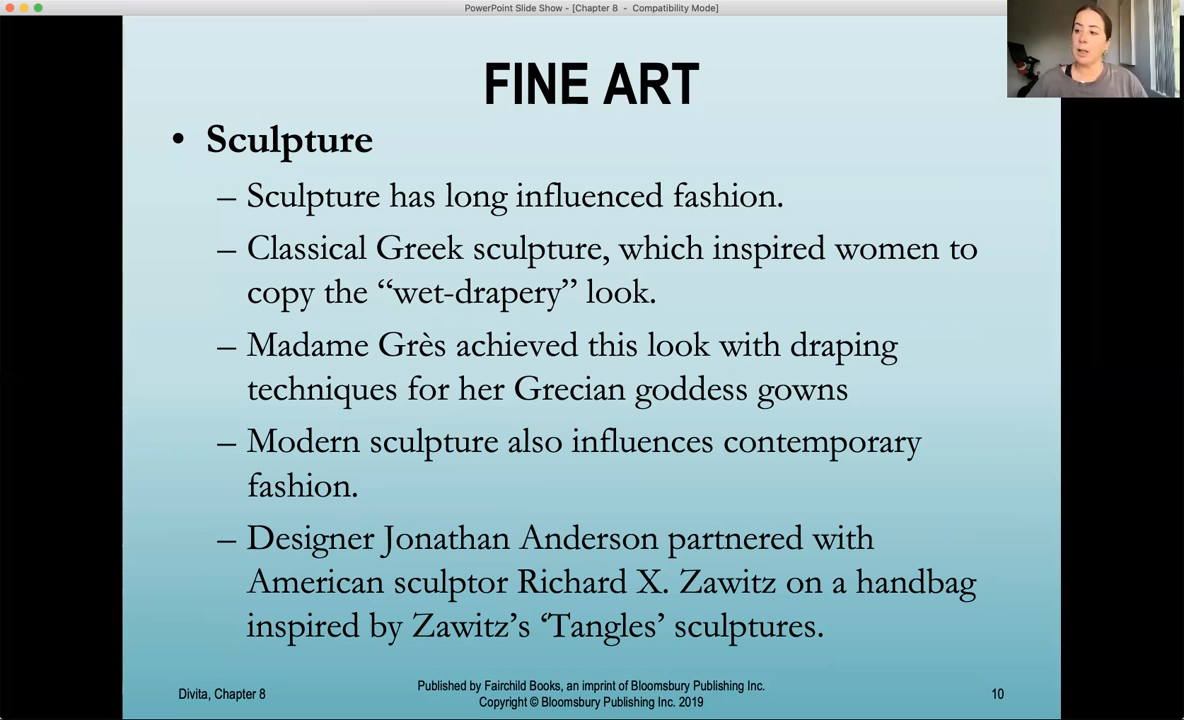 PowerPoint Slide Show - [Chapter 8 - Compatibility Mode]
FINE ART
• Sculpture
– Sculpture has long influenced fashion.
– Classical Greek sculpture, which inspired women to
copy the “wet-drapery” look.
– Madame Grès achieved this look with draping
techniques for her Grecian goddess gowns
– Modern sculpture also influences contemporary
fashion.
– Designer Jonathan Anderson partnered with
American sculptor Richard X. Zawitz on a handbag
inspired by Zawitz’s ‘Tangles’ sculptures.
Divita, Chapter 8
Published by Fairchild Books, an imprint of Bloomsbury Publishing Inc.
Copyright © Bloomsbury Publishing Inc. 2019
10